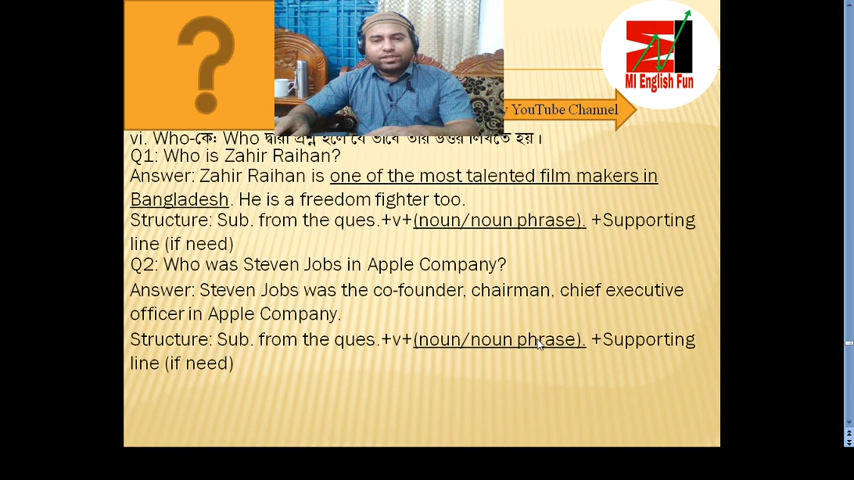 ?
MI English Fun
YouTube Channel
vi. Who-কে: Who দ্বারা প্রশ্ন হলে যে ভাবে তার উত্তর লিখতে হয়।
Q1: Who is Zahir Raihan?
Answer: Zahir Raihan is one of the most talented film makers in
Bangladesh. He is a freedom fighter too.
Structure: Sub. from the ques.+v+(noun/noun phrase). +Supporting
line (if need)
Q2: Who was Steven Jobs in Apple Company?
Answer: Steven Jobs was the co-founder, chairman, chief executive
officer in Apple Company.
Structure: Sub. from the ques.+v+(noun/noun phrase). +Supporting
line (if need)